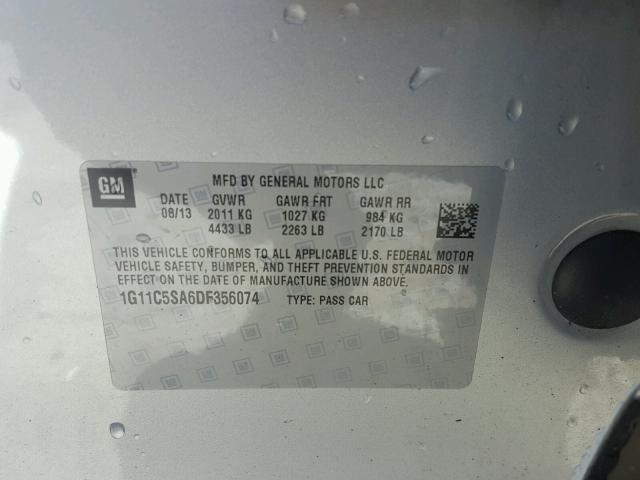 GM
MFD BY GENERAL MOTORS LLC
DATE GVWR GAWR FRT GAWR RR
08/13 2011 KG 1027 KG 984 KG
4433 LB 2263 LB 2170 LB
THIS VEHICLE CONFORMS TO ALL APPLICABLE U.S. FEDERAL MOTOR
VEHICLE SAFETY, BUMPER, AND THEFT PREVENTION STANDARDS IN
EFFECT ON THE DATE OF MANUFACTURE SHOWN ABOVE.
1G11C5SA6DF356074 TYPE: PASS CAR